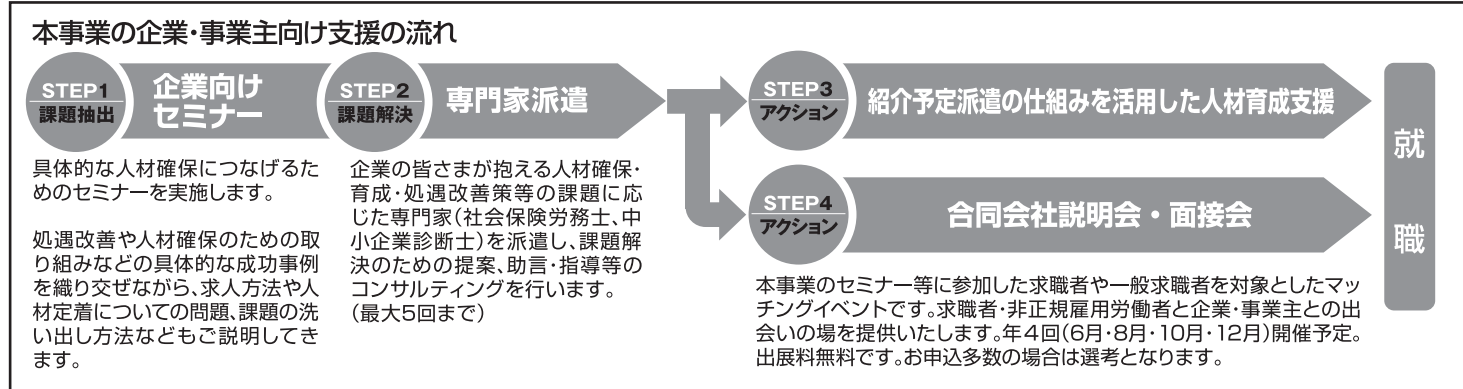 本事業の企業・事業主向け支援の流れ
STEP1
課題抽出
企業向け
セミナー
具体的な人材確保につなげるた
めのセミナーを実施します。
処遇改善や人材確保のための取
り組みなどの具体的な成功事例
を織り交ぜながら、求人方法や人
材定着についての問題、課題の洗
い出し方法などもご説明してき
ます。
STEP2
課題解決
専門家派遣
企業の皆さまが抱える人材確保・
育成・処遇改善策等の課題に応
じた専門家(社会保険労務士、中
小企業診断士)を派遣し、課題解
決のための提案、助言・指導等の
コンサルティングを行います。
(最大5回まで)
STEP3
アクション
紹介予定派遣の仕組みを活用した人材育成支援
STEP4
アクション
合同会社説明会・面接会
本事業のセミナー等に参加した求職者や一般求職者を対象としたマッ
チングイベントです。求職者・非正規雇用労働者と企業・事業主との出
会いの場を提供いたします。年4回(6月・8月・10月・12月)開催予定。
出展料無料です。お申込多数の場合は選考となります。
就職